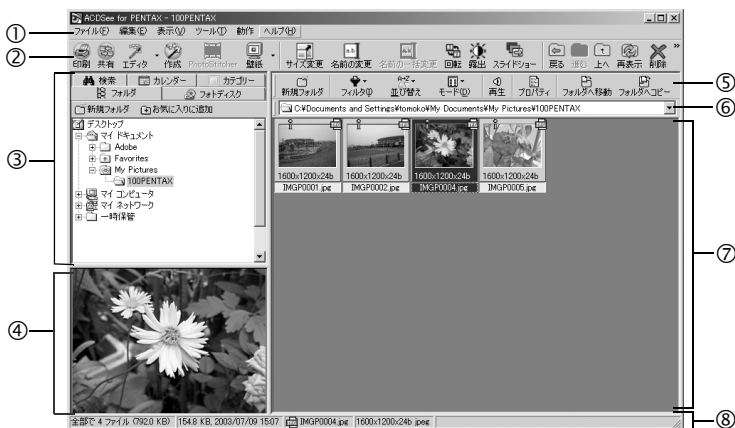 ACDSee for PENTAX - 100PENTAX
① ファイル(F) 編集(E) 表示(V) ツール(T) 動作 ヘルプ(H)
② 印刷 共有 エディタ 作成 PhotoStitcher 壁紙 サイズ変更 名前の変更 名前の一括変更 回転 露出 スライドショー 戻る 進む 上へ 再表示 削除 »
③
検索 カレンダー カテゴリー
フォルダ フォトディスク
新規フォルダ お気に入りに追加
デスクトップ
マイ ドキュメント
Adobe
Favorites
My Pictures
100PENTAX
マイ コンピュータ
マイ ネットワーク
一時保管
④
⑤ 新規フォルダ フィルタ 並び替え モード(D) 再生 プロパティ フォルダへ移動 フォルダへコピー
⑥ C:¥Documents and Settings¥tomoko¥My Documents¥My Pictures¥100PENTAX
⑦
1600x1200x24b 1600x1200x24b 1600x1200x24b 1600x1200x24b
IMGP0001.jpg IMGP0002.jpg IMGP0004.jpg IMGP0005.jpg
⑧ 全部で 4 ファイル (792.0 KB) 154.8 KB, 2003/07/09 15:07 IMGP0004.jpg 1600x1200x24b jpeg